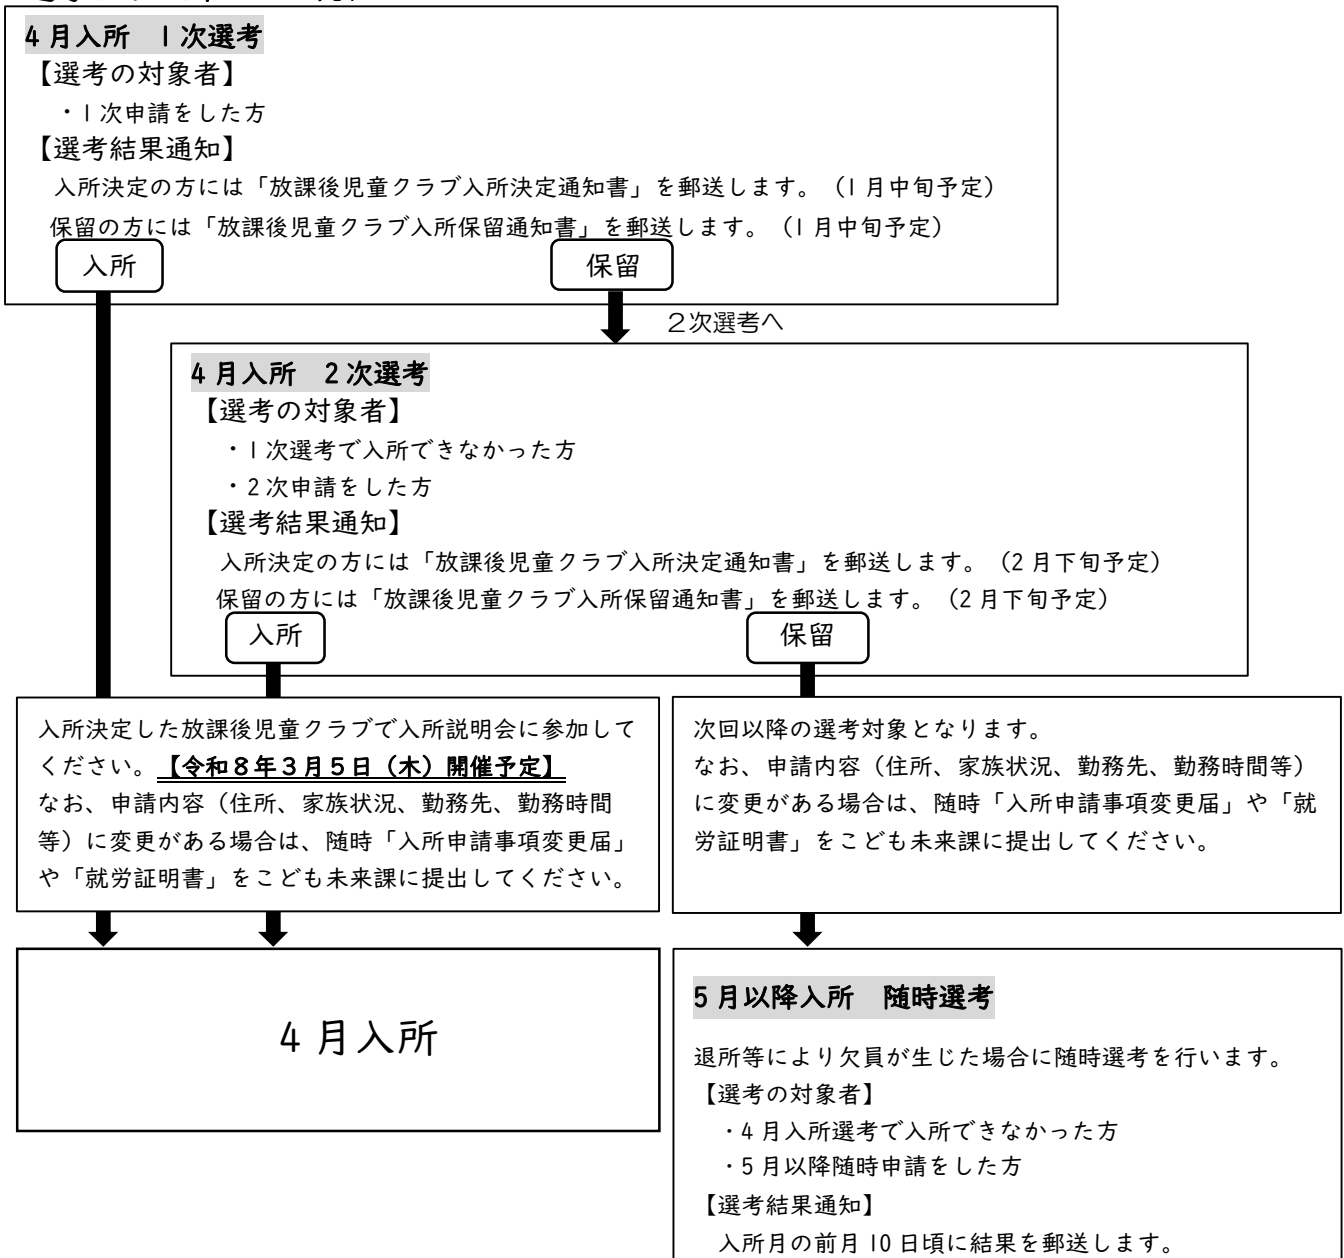 4月入所　1次選考
【選考の対象者】
・1次申請をした方
【選考結果通知】
入所決定の方には「放課後児童クラブ入所決定通知書」を郵送します。（1月中旬予定）
保留の方には「放課後児童クラブ入所保留通知書」を郵送します。（1月中旬予定）
入所
保留
２次選考へ
4月入所　2次選考
【選考の対象者】
・1次選考で入所できなかった方
・2次申請をした方
【選考結果通知】
入所決定の方には「放課後児童クラブ入所決定通知書」を郵送します。（2月下旬予定）
保留の方には「放課後児童クラブ入所保留通知書」を郵送します。（2月下旬予定）
入所
保留
入所決定した放課後児童クラブで入所説明会に参加して
ください。【令和８年３月５日（木）開催予定】
なお、申請内容（住所、家族状況、勤務先、勤務時間
等）に変更がある場合は、随時「入所申請事項変更届」
や「就労証明書」をこども未来課に提出してください。
次回以降の選考対象となります。
なお、申請内容（住所、家族状況、勤務先、勤務時間等）
に変更がある場合は、随時「入所申請事項変更届」や「就
労証明書」をこども未来課に提出してください。
4月入所
5月以降入所　随時選考
退所等により欠員が生じた場合に随時選考を行います。
【選考の対象者】
・4月入所選考で入所できなかった方
・5月以降随時申請をした方
【選考結果通知】
入所月の前月10日頃に結果を郵送します。